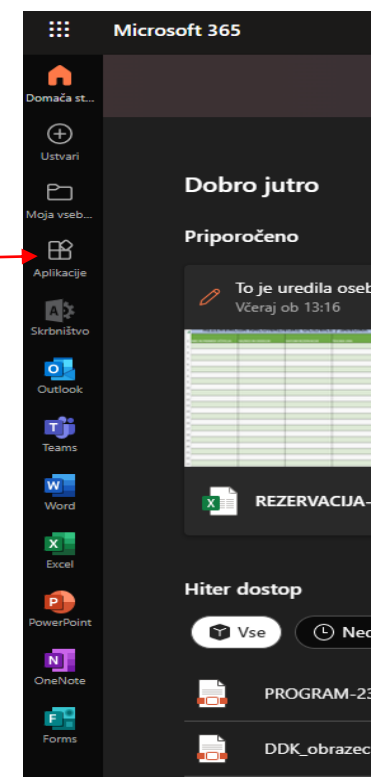 Microsoft 365
Domača st...
Ustvari
Moja vseb...
Aplikacije
Skrbništvo
Outlook
Teams
Word
Excel
PowerPoint
OneNote
Forms
Dobro jutro
Priporočeno
To je uredila oseb
Včeraj ob 13:16
REZERVACIJA-
Hiter dostop
Vse
Ned
PROGRAM-23
DDK_obrazec